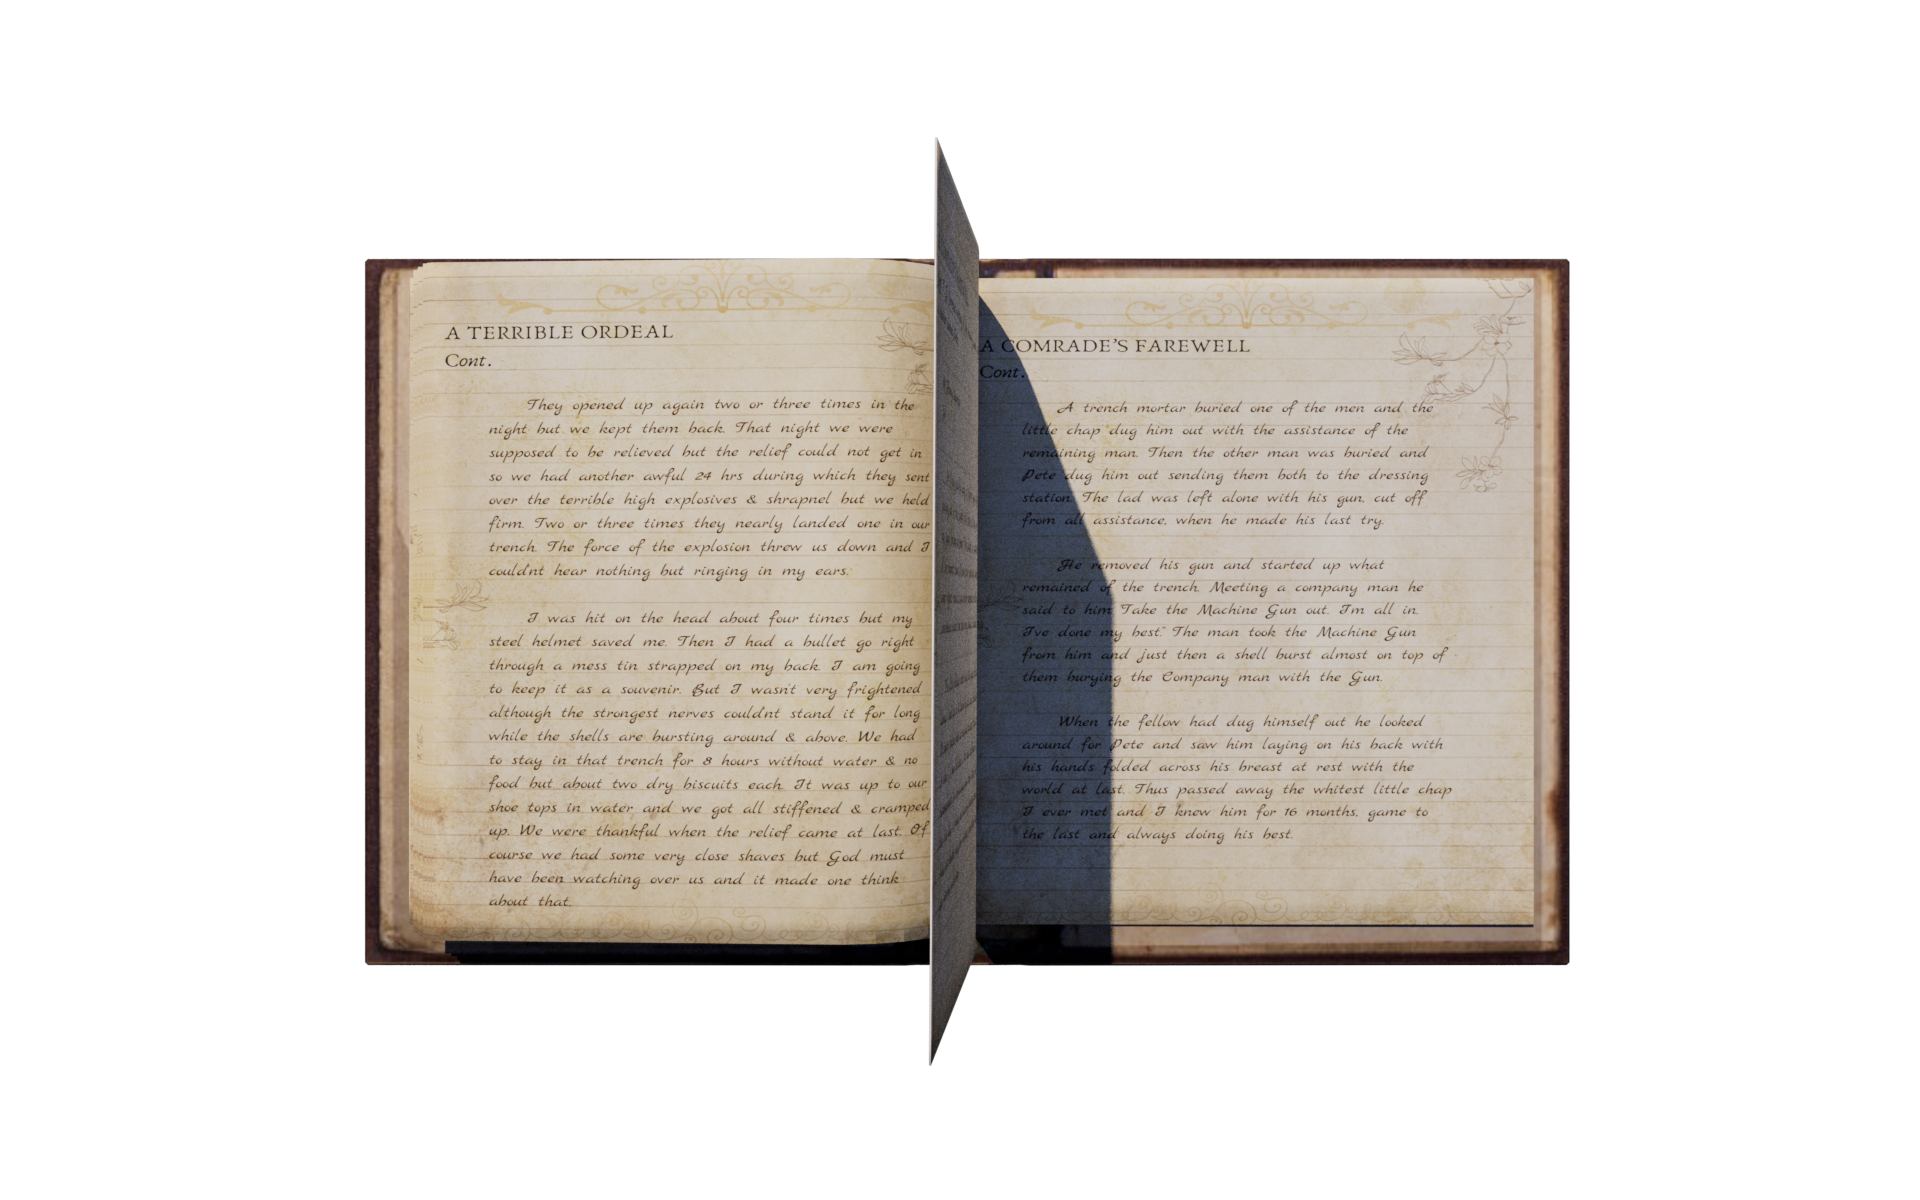 A TERRIBLE ORDEAL
Cont.
They opened up again two or three times in the
night but we kept them back. That night we were
supposed to be relieved but the relief could not get in
so we had another awful 24 hrs during which they sent
over the terrible high explosives & shrapnel but we held
firm. Two or three times they nearly landed one in our
trench. The force of the explosion threw us down and I
could'nt hear nothing but ringing in my ears.
I was hit on the head about four times but my
steel helmet saved me. Then I had a bullet go right
through a mess tin strapped on my back. I am going
to keep it as a souvenir. But I wasn't very frightened
although the strongest nerves could'nt stand it for long
while the shells are bursting around & above. We had
to stay in that trench for 8 hours without water & no
food but about two dry biscuits each. It was up to our
shoe tops in water and we got all stiffened & cramped
up. We were thankful when the relief came at last. Of
course we had some very close shaves but God must
have been watching over us and it made one think
about that.
A COMRADE'S FAREWELL
Cont.
A trench mortar buried one of the men and the
little chap dug him out with the assistance of the
remaining man. Then the other man was buried and
Pete dug him out sending them both to the dressing
station. The lad was left alone with his gun, cut off
from all assistance, when he made his last try.
He removed his gun and started up what
remained of the trench. Meeting a company man he
said to him "Take the Machine Gun out. I'm all in.
I've done my best." The man took the Machine Gun
from him and just then a shell burst almost on top of
them burying the Company man with the Gun.
When the fellow had dug himself out he looked
around for Pete and saw him laying on his back with
his hands folded across his breast at rest with the
world at last. Thus passed away the whitest little chap
I ever met and I knew him for 16 months, game to
the last and always doing his best.